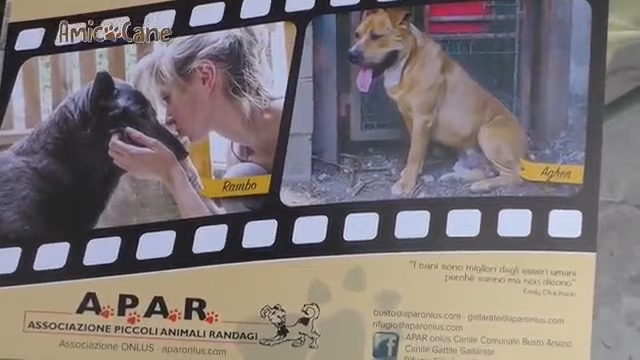 Amico Cane
Rambo
Aghen
"I cani sono migliori degli esseri umani
perchè sanno ma non dicono"
Emily Dickinson
A.P.A.R.
ASSOCIAZIONE PICCOLI ANIMALI RANDAGI
Associazione ONLUS - aparonlus.com
busto@aparonlus.com - gallarate@aparonlus.com
rifugio@aparonlus.com
APAR onlus Canile Comunale Busto Arsizio
Canile Gattile Gallarate